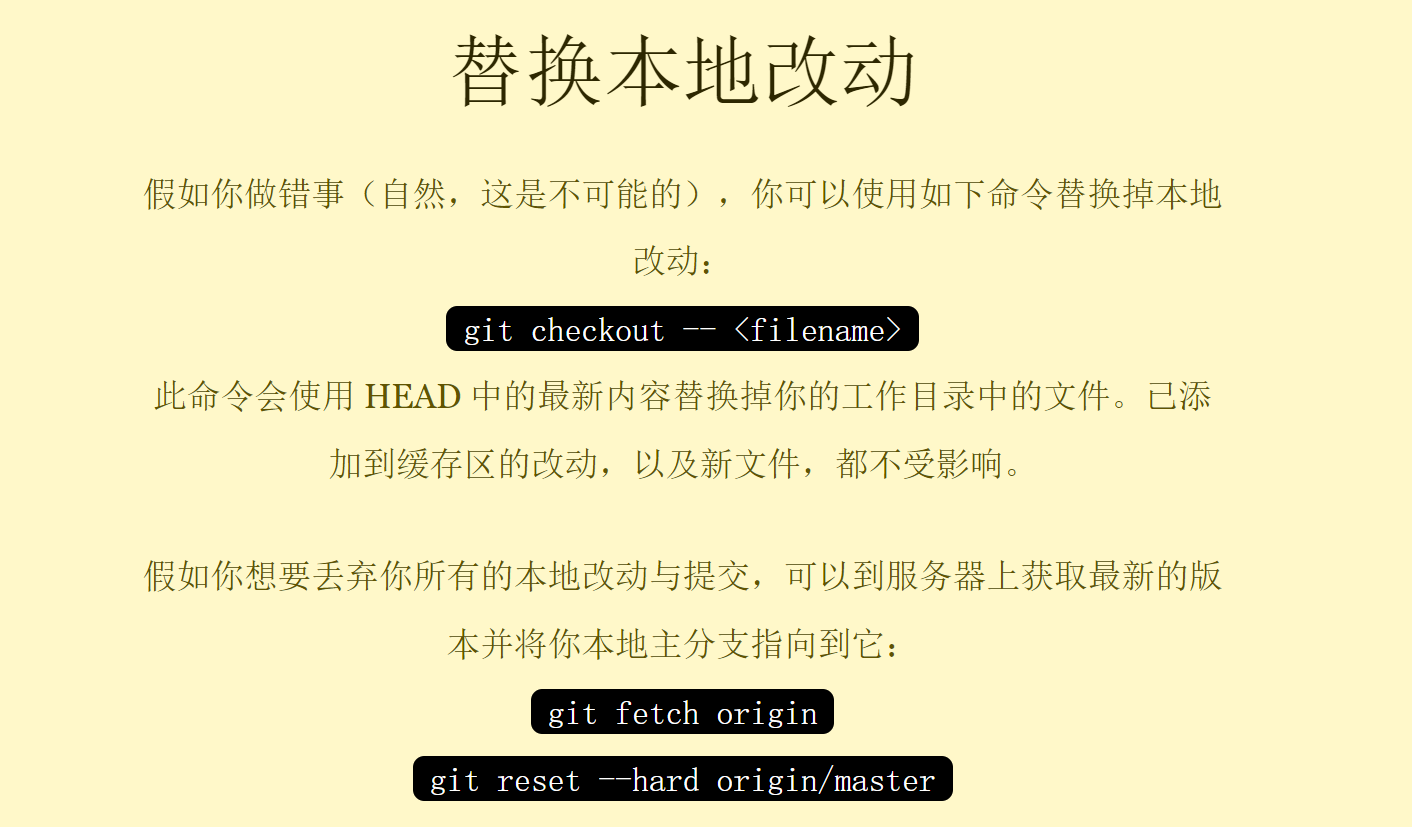 替换本地改动
假如你做错事（自然，这是不可能的），你可以使用如下命令替换掉本地
改动：
git checkout -- <filename>
此命令会使用 HEAD 中的最新内容替换掉你的工作目录中的文件。已添
加到缓存区的改动，以及新文件，都不受影响。
假如你想要丢弃你所有的本地改动与提交，可以到服务器上获取最新的版
本并将你本地主分支指向到它：
git fetch origin
git reset --hard origin/master